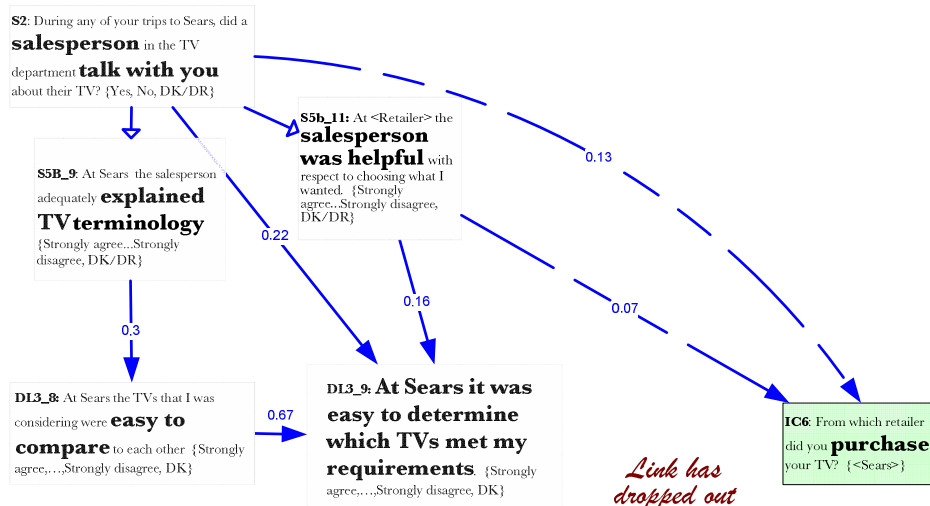 S2: During any of your trips to Sears, did a
salesperson in the TV
department talk with you
about their TV? {Yes, No, DK/DR}
S5b_11: At <Retailer> the
salesperson
was helpful with
respect to choosing what I
wanted. {Strongly
agree...Strongly disagree,
DK/DR}
0.13
S5B_9: At Sears the salesperson
adequately explained
TV terminology
{Strongly agree...Strongly
disagree, DK/DR}
0.22
0.16
0.07
0.3
DL3_8: At Sears the TVs that I was
considering were easy to
compare to each other {Strongly
agree,…,Strongly disagree, DK}
0.67
DL3_9: At Sears it was
easy to determine
which TVs met my
requirements. {Strongly
agree,…,Strongly disagree, DK}
IC6: From which retailer
did you purchase
your TV? {<Sears>}
Link has
dropped out